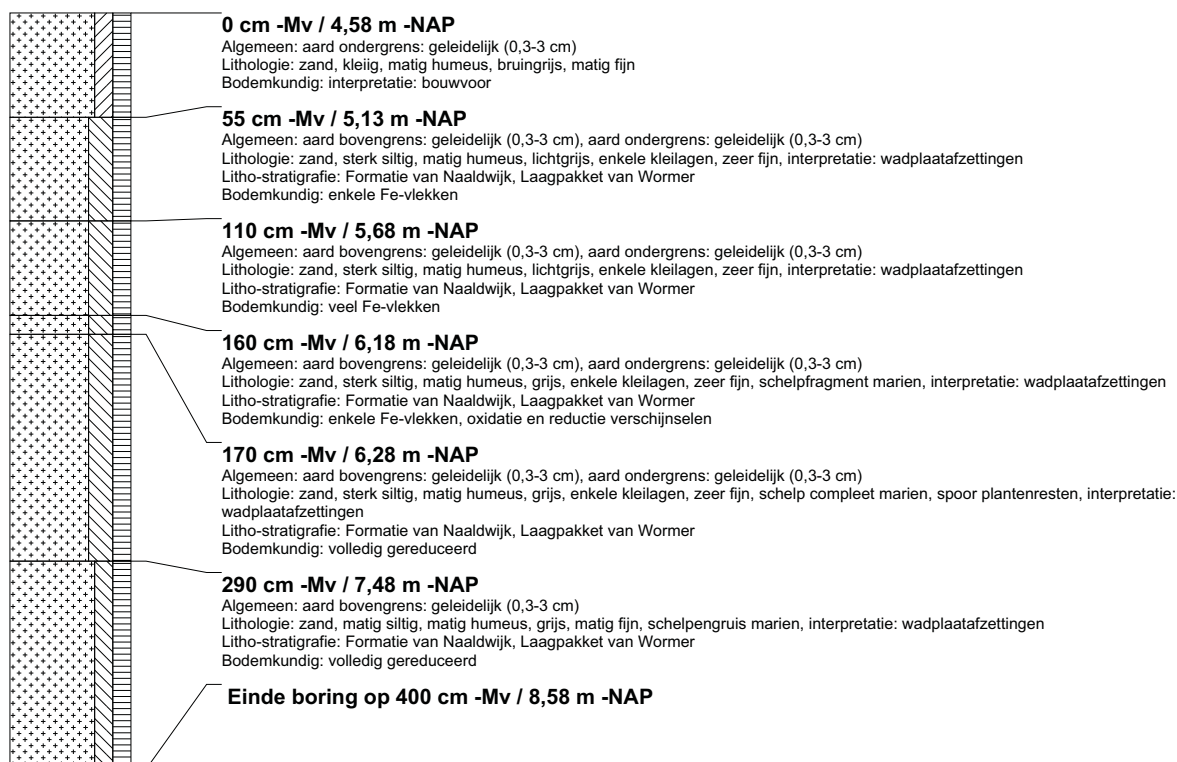 0 cm -Mv / 4,58 m -NAP
Algemeen: aard ondergrens: geleidelijk (0,3-3 cm)
Lithologie: zand, kleiig, matig humeus, bruingrijs, matig fijn
Bodemkundig: interpretatie: bouwvoor
55 cm -Mv / 5,13 m -NAP
Algemeen: aard bovengrens: geleidelijk (0,3-3 cm), aard ondergrens: geleidelijk (0,3-3 cm)
Lithologie: zand, sterk siltig, matig humeus, lichtgrijs, enkele kleilagen, zeer fijn, interpretatie: wadplaatafzettingen
Litho-stratigrafie: Formatie van Naaldwijk, Laagpakket van Wormer
Bodemkundig: enkele Fe-vlekken
110 cm -Mv / 5,68 m -NAP
Algemeen: aard bovengrens: geleidelijk (0,3-3 cm), aard ondergrens: geleidelijk (0,3-3 cm)
Lithologie: zand, sterk siltig, matig humeus, lichtgrijs, enkele kleilagen, zeer fijn, interpretatie: wadplaatafzettingen
Litho-stratigrafie: Formatie van Naaldwijk, Laagpakket van Wormer
Bodemkundig: veel Fe-vlekken
160 cm -Mv / 6,18 m -NAP
Algemeen: aard bovengrens: geleidelijk (0,3-3 cm), aard ondergrens: geleidelijk (0,3-3 cm)
Lithologie: zand, sterk siltig, matig humeus, grijs, enkele kleilagen, zeer fijn, schelpfragment marien, interpretatie: wadplaatafzettingen
Litho-stratigrafie: Formatie van Naaldwijk, Laagpakket van Wormer
Bodemkundig: enkele Fe-vlekken, oxidatie en reductie verschijnselen
170 cm -Mv / 6,28 m -NAP
Algemeen: aard bovengrens: geleidelijk (0,3-3 cm), aard ondergrens: geleidelijk (0,3-3 cm)
Lithologie: zand, sterk siltig, matig humeus, grijs, enkele kleilagen, zeer fijn, schelp compleet marien, spoor plantenresten, interpretatie:
wadplaatafzettingen
Litho-stratigrafie: Formatie van Naaldwijk, Laagpakket van Wormer
Bodemkundig: volledig gereduceerd
290 cm -Mv / 7,48 m -NAP
Algemeen: aard bovengrens: geleidelijk (0,3-3 cm)
Lithologie: zand, matig siltig, matig humeus, grijs, matig fijn, schelpengruis marien, interpretatie: wadplaatafzettingen
Litho-stratigrafie: Formatie van Naaldwijk, Laagpakket van Wormer
Bodemkundig: volledig gereduceerd
Einde boring op 400 cm -Mv / 8,58 m -NAP